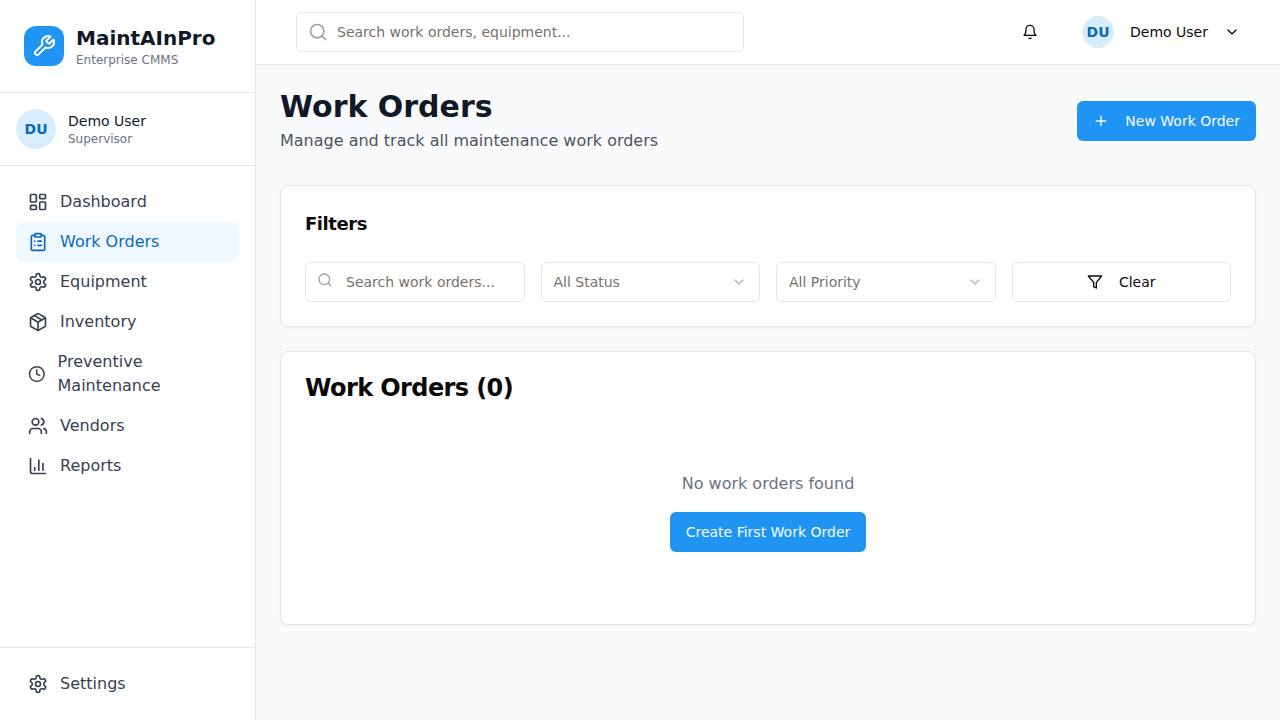 MaintAInPro
Enterprise CMMS
DU
Demo User
Supervisor
Dashboard
Work Orders
Equipment
Inventory
Preventive
Maintenance
Vendors
Reports
Settings
Search work orders, equipment...
DU
Demo User
Work Orders
Manage and track all maintenance work orders
New Work Order
Filters
Search work orders...
All Status
All Priority
Clear
Work Orders (0)
No work orders found
Create First Work Order